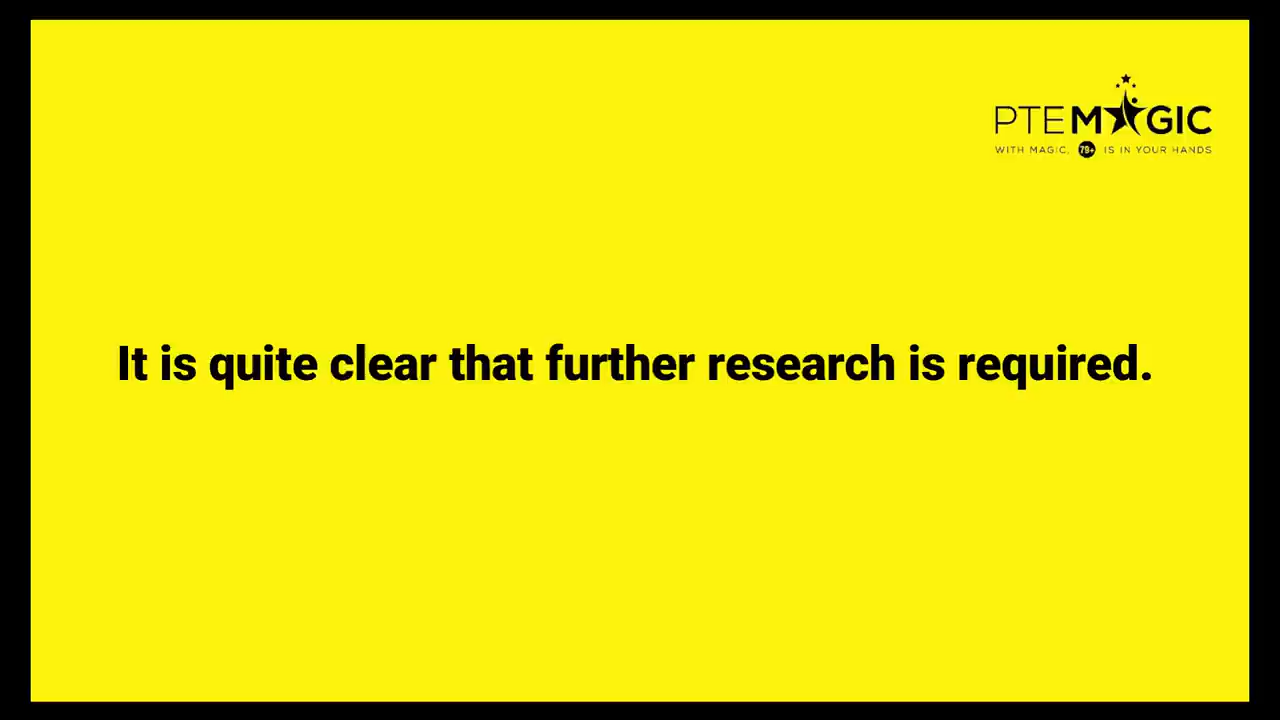 PTEMAGIC
WITH MAGIC, 79+ IS IN YOUR HANDS
It is quite clear that further research is required.